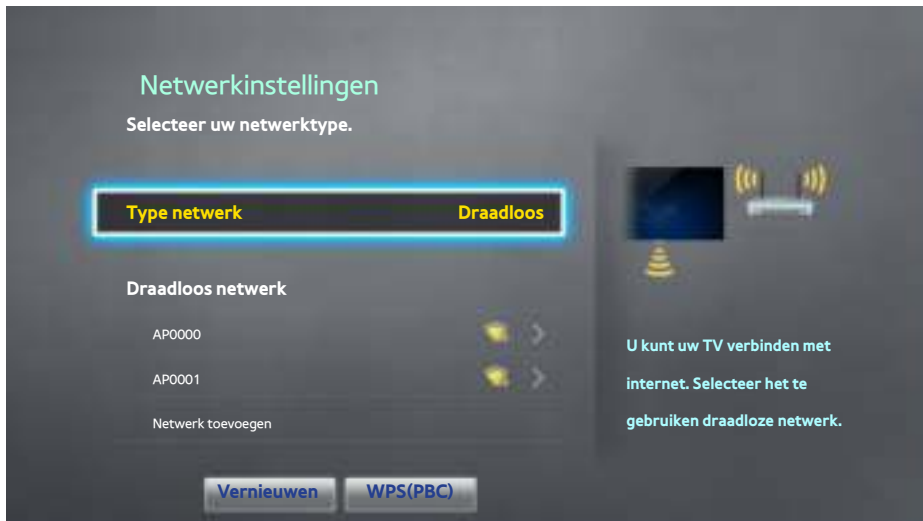 Netwerkinstellingen
Selecteer uw netwerktype.
Type netwerk Draadloos
Draadloos netwerk
AP0000
AP0001
Netwerk toevoegen
Vernieuwen WPS(PBC)
U kunt uw TV verbinden met
internet. Selecteer het te
gebruiken draadloze netwerk.